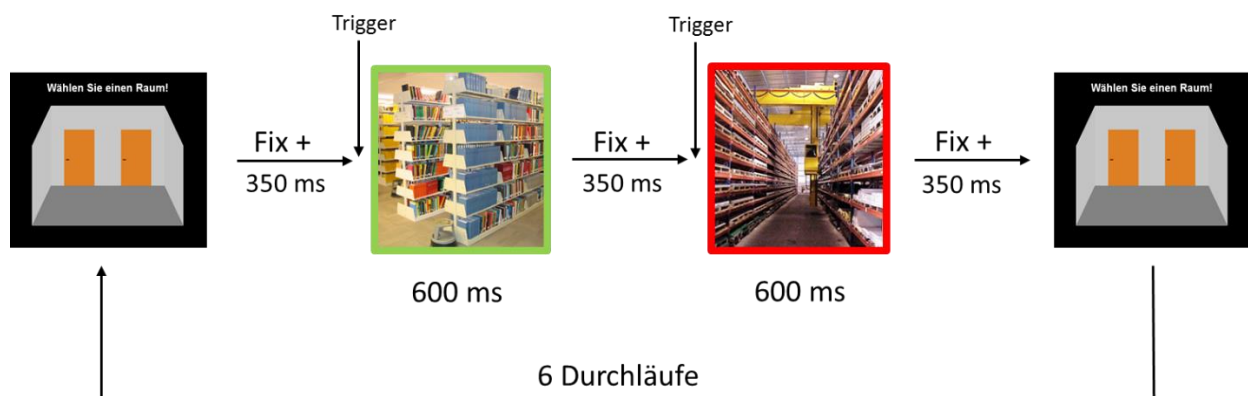 Trigger
Trigger
Wählen Sie einen Raum!
Fix +
350 ms
Fix +
350 ms
Fix +
350 ms
Wählen Sie einen Raum!
600 ms
600 ms
6 Durchläufe